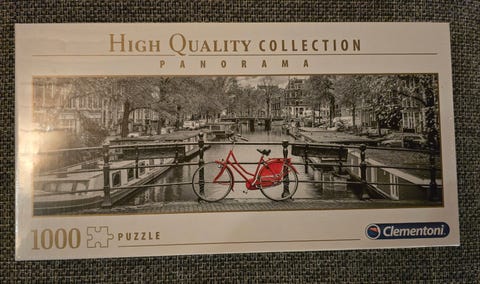 HIGH QUALITY COLLECTION
PANORAMA
1000 PUZZLE
Clementoni